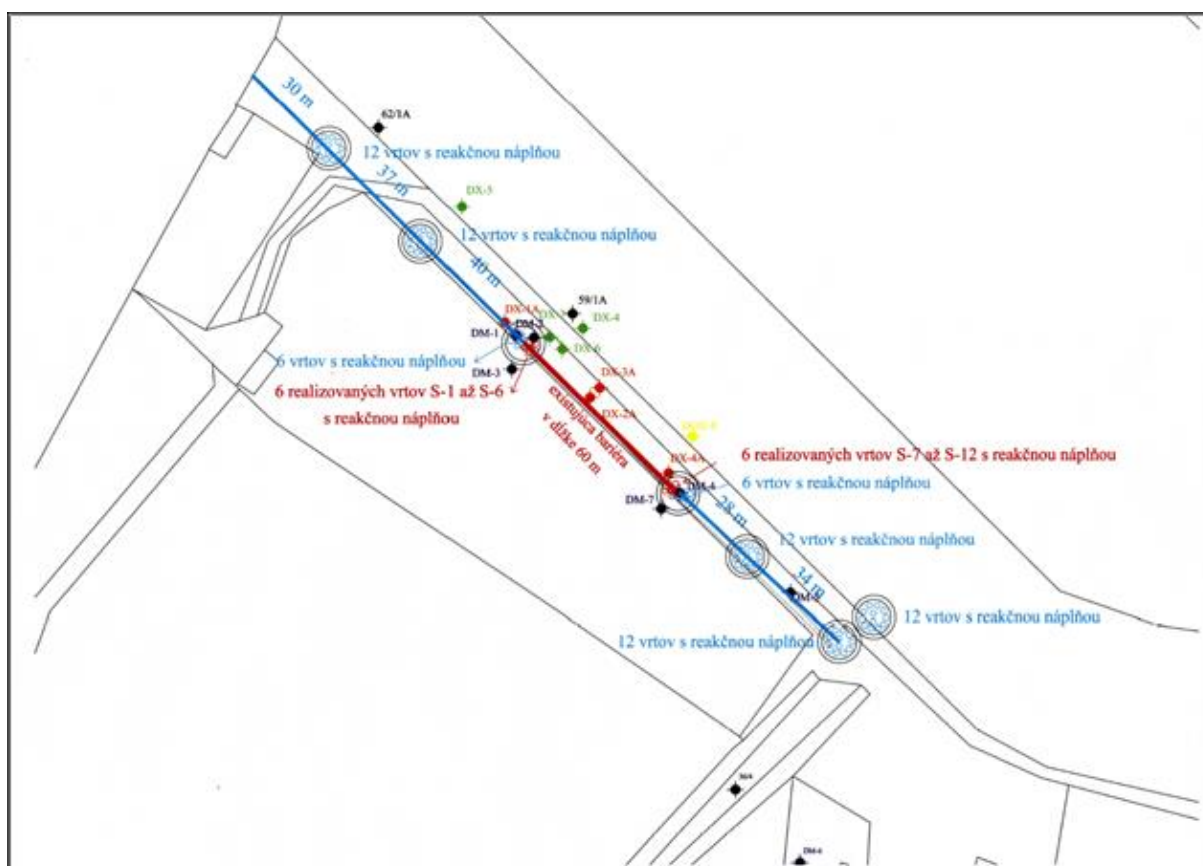 30 m
62/1A
12 vrtov s reakčnou náplňou
37 m
DX-5
12 vrtov s reakčnou náplňou
40 m
59/1A
DX-1A
DX-4
DM-1
DX-6
6 vrtov s reakčnou náplňou
DM-3
6 realizovaných vrtov S-1 až S-6
s reakčnou náplňou
DX-3A
DX-2A
existujúca bariéra
v dĺžke 60 m
6 realizovaných vrtov S-7 až S-12 s reakčnou náplňou
DX-4A
DM-4
6 vrtov s reakčnou náplňou
DM-7
28 m
12 vrtov s reakčnou náplňou
34 m
12 vrtov s reakčnou náplňou
12 vrtov s reakčnou náplňou